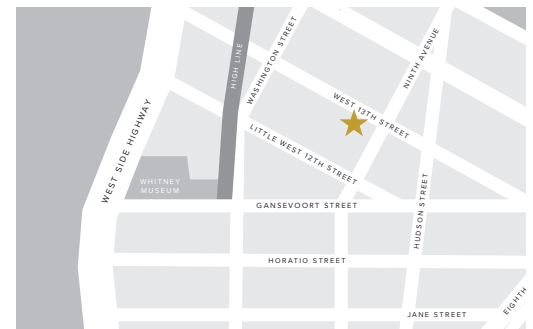 HIGH LINE
WASHINGTON STREET
NINTH AVENUE
WEST SIDE HIGHWAY
WEST 13TH STREET
LITTLE WEST 12TH STREET
WHITNEY
MUSEUM
GANSEVOORT STREET
HUDSON STREET
HORATIO STREET
EIGHTH
JANE STREET